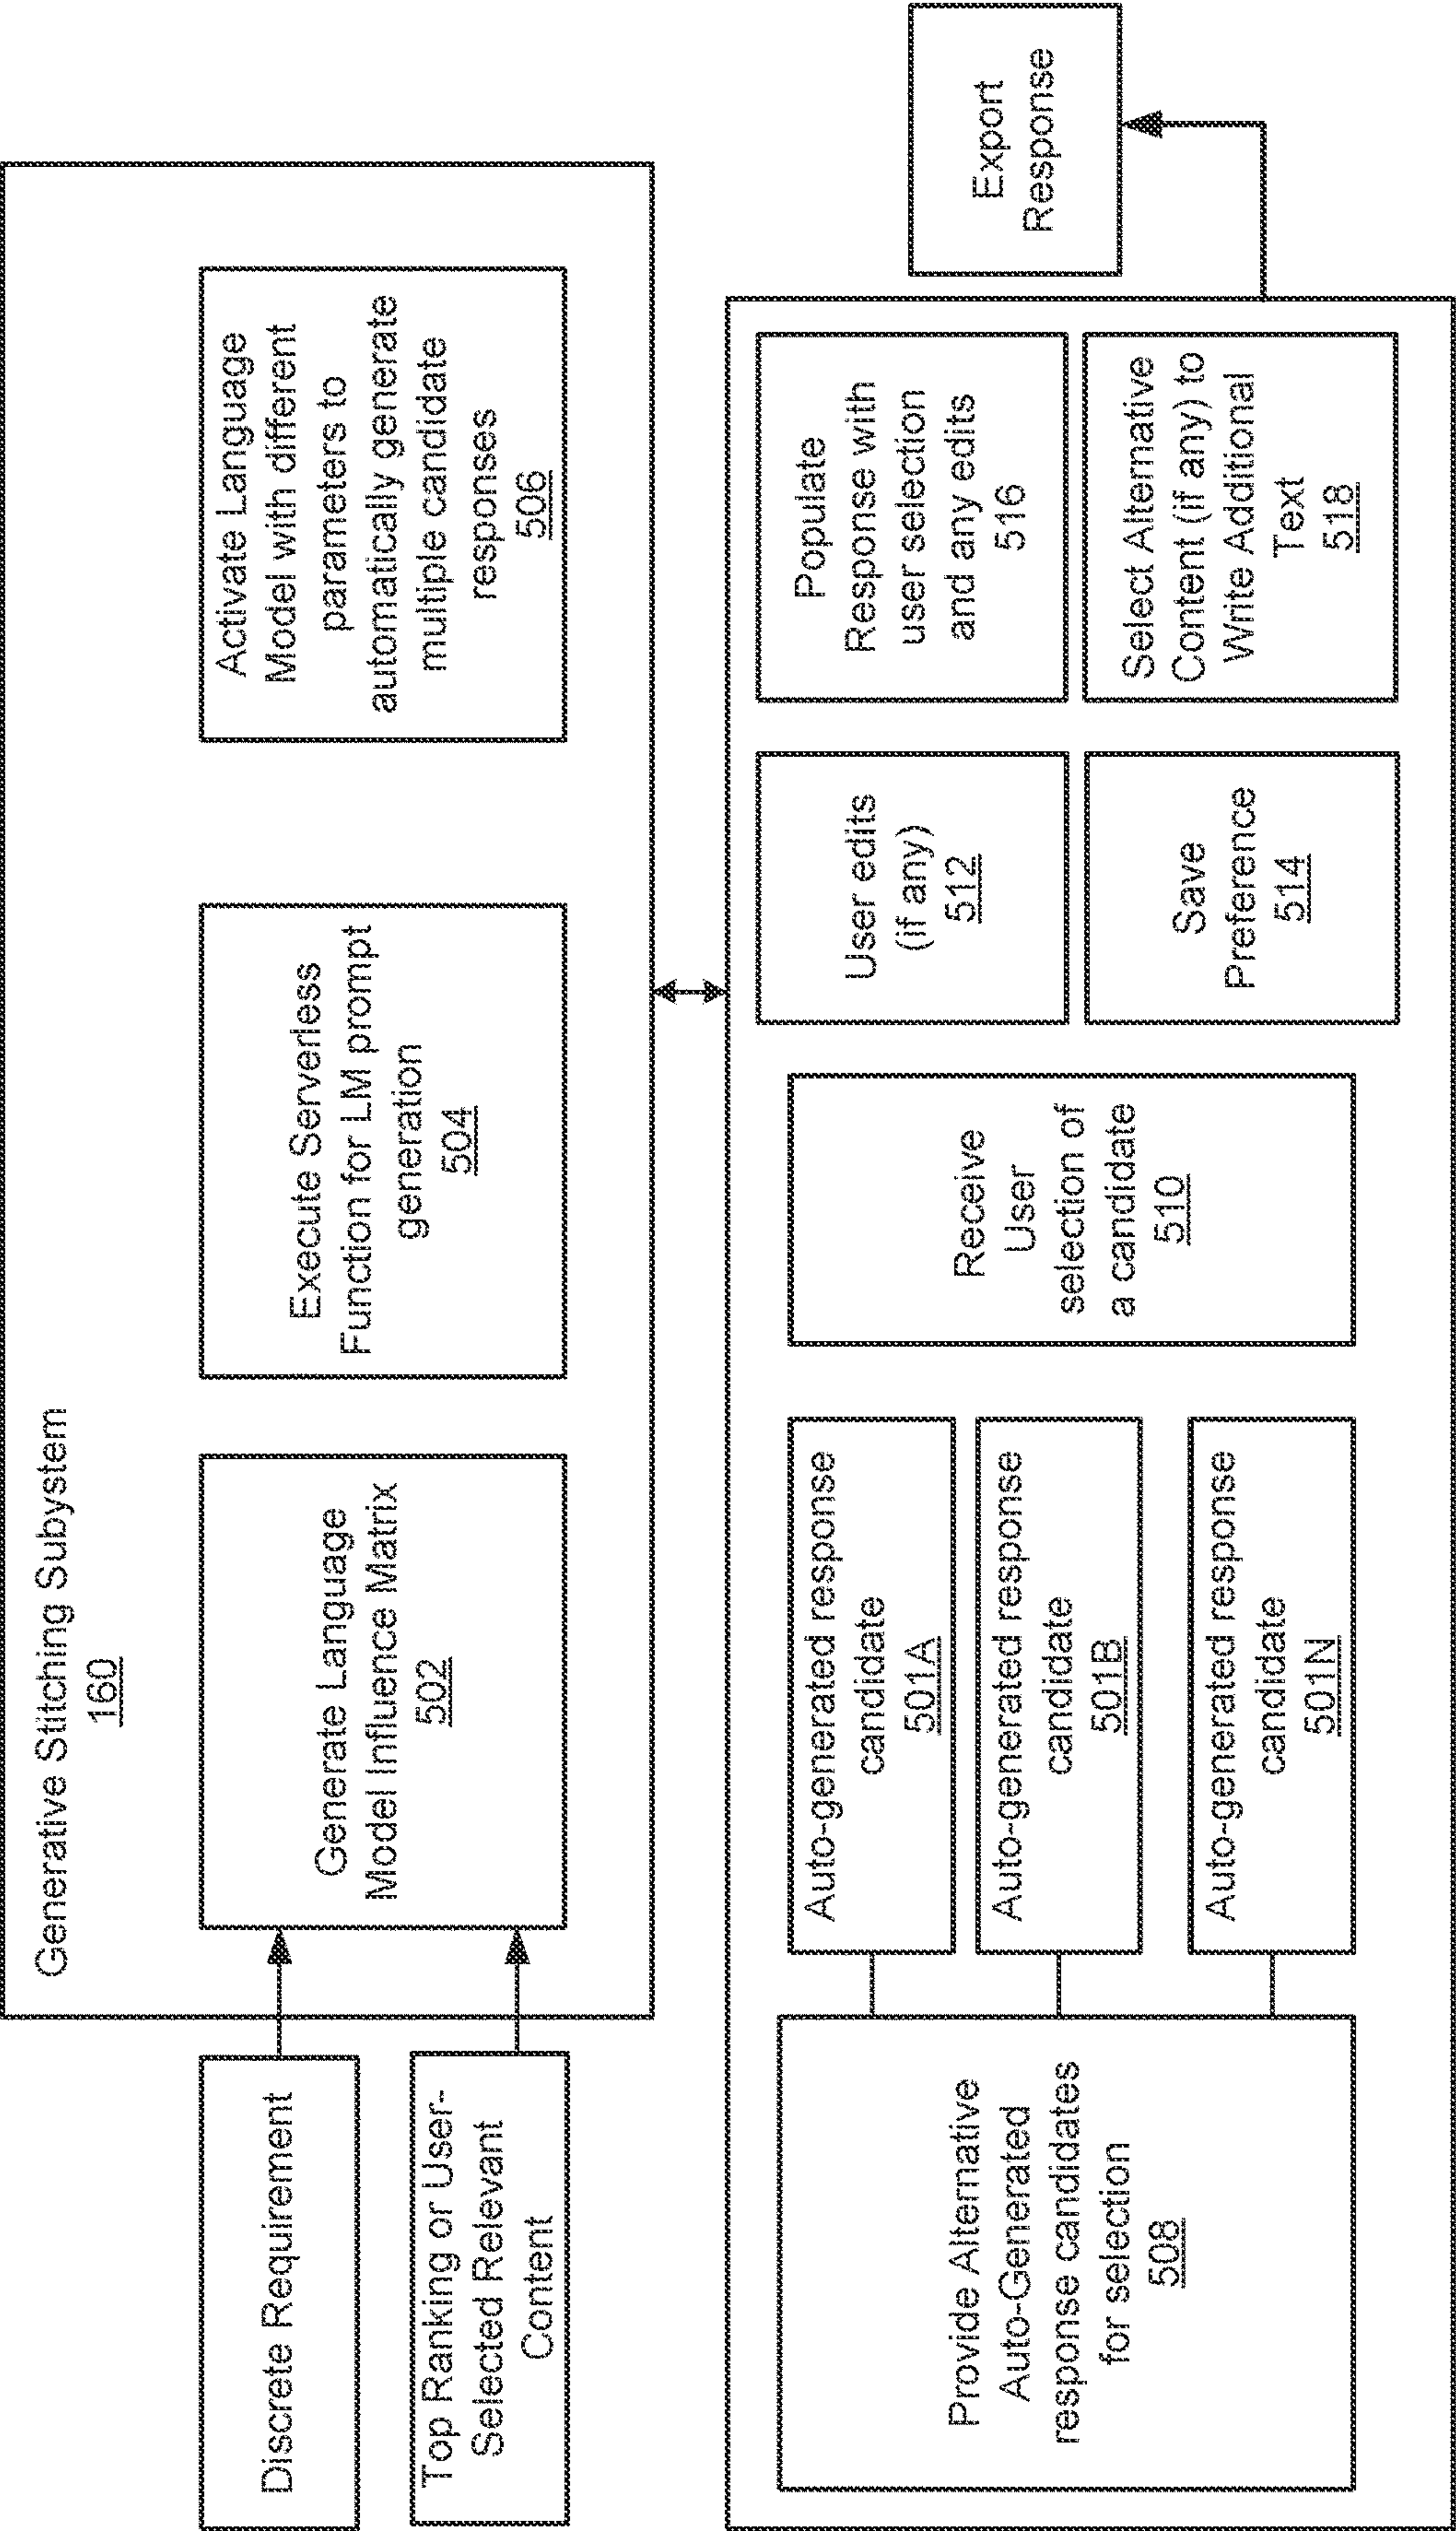 Generative Stitching Subystem
160
Discrete Requirement
Top Ranking or User-
Selected Relevant
Content
Generate Language
Model Influence Matrix
502
Execute Serverless
Function for LM prompt
generation
504
Activate Language
Model with different
parameters to
automatically generate
multiple candidate
responses
506
Provide Alternative
Auto-Generated
response candidates
for selection
508
Auto-generated response
candidate
501A
Auto-generated response
candidate
501B
Auto-generated response
candidate
501N
Receive
User
selection of
a candidate
510
User edits
(if any)
512
Save
Preference
514
Populate
Response with
user selection
and any edits
516
Select Alternative
Content (if any) to
Write Additional
Text
518
Export
Response